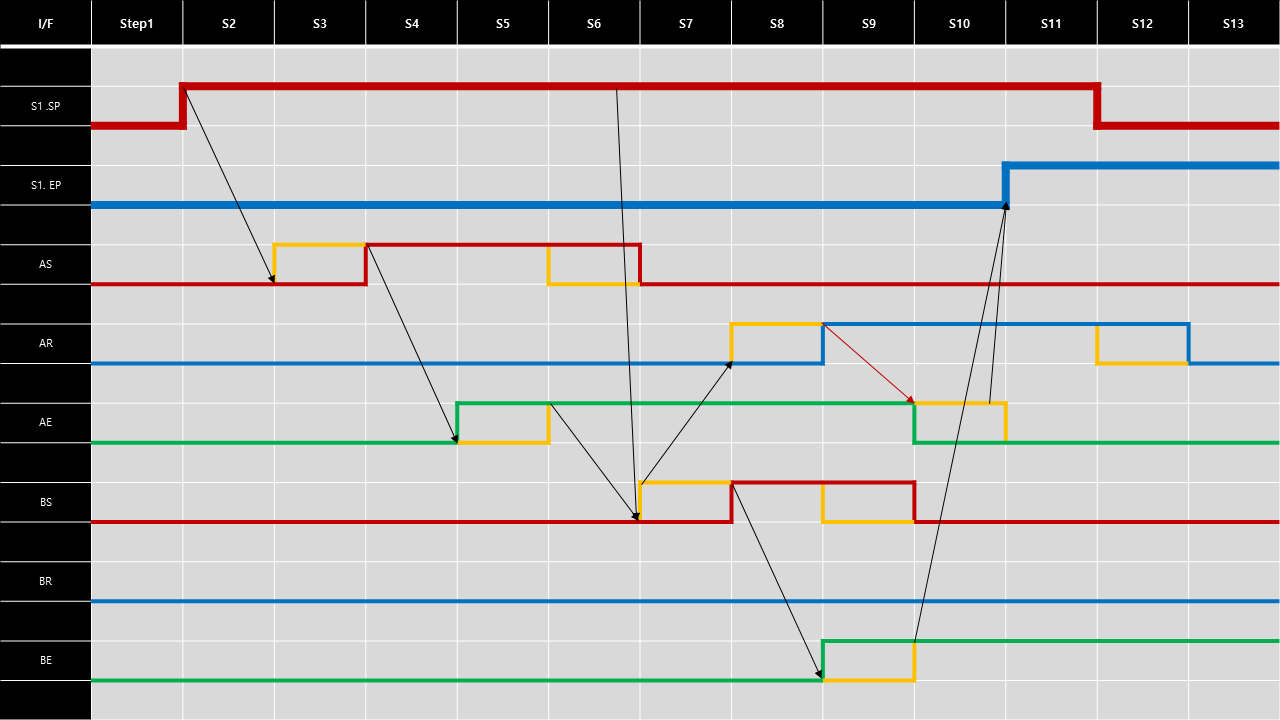 I/F Step1 S2 S3 S4 S5 S6 S7 S8 S9 S10 S11 S12 S13
S1 .SP
S1. EP
AS
AR
AE
BS
BR
BE